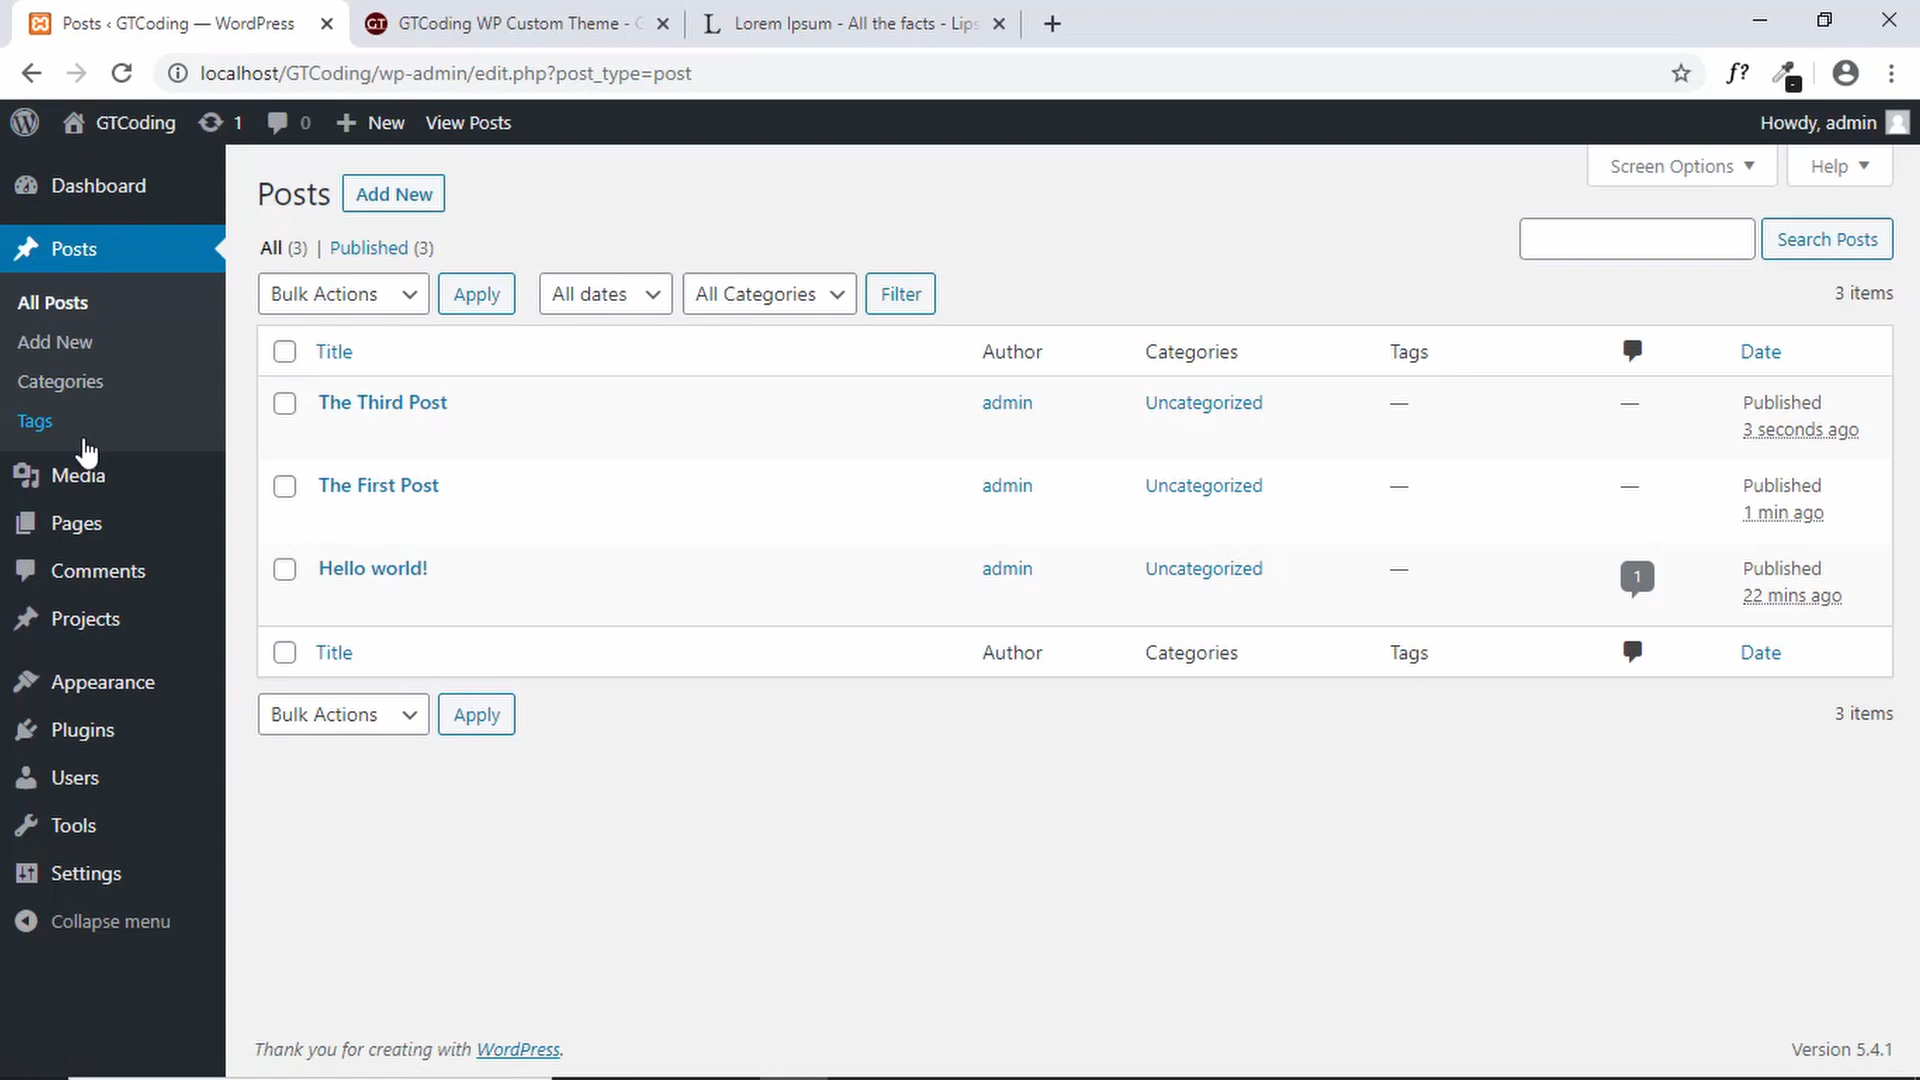 Posts ‹ GTCoding — WordPress
GTCoding WP Custom Theme - G
Lorem Ipsum - All the facts - Lips
localhost/GTCoding/wp-admin/edit.php?post_type=post
f?
GTCoding 1 0 New View Posts
Howdy, admin
Screen Options Help
Dashboard
Posts
All Posts
Add New
Categories
Tags
Media
Pages
Comments
Projects
Appearance
Plugins
Users
Tools
Settings
Collapse menu
Posts Add New
All (3) | Published (3)
Search Posts
Bulk Actions Apply All dates All Categories Filter
3 items
Title Author Categories Tags Date
The Third Post admin Uncategorized — — Published
3 seconds ago
The First Post admin Uncategorized — — Published
1 min ago
Hello world! admin Uncategorized — 1 Published
22 mins ago
Title Author Categories Tags Date
Bulk Actions Apply
3 items
Thank you for creating with WordPress.
Version 5.4.1